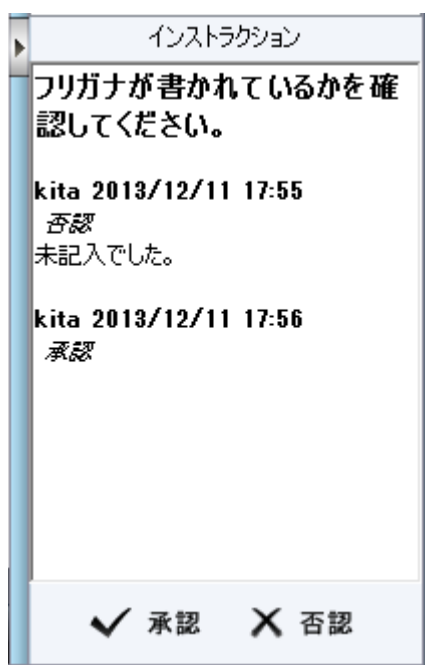 インストラクション
フリガナが書かれているかを確
認してください。
kita 2013/12/11 17:55
否認
未記入でした。
kita 2013/12/11 17:56
承認
承認 否認